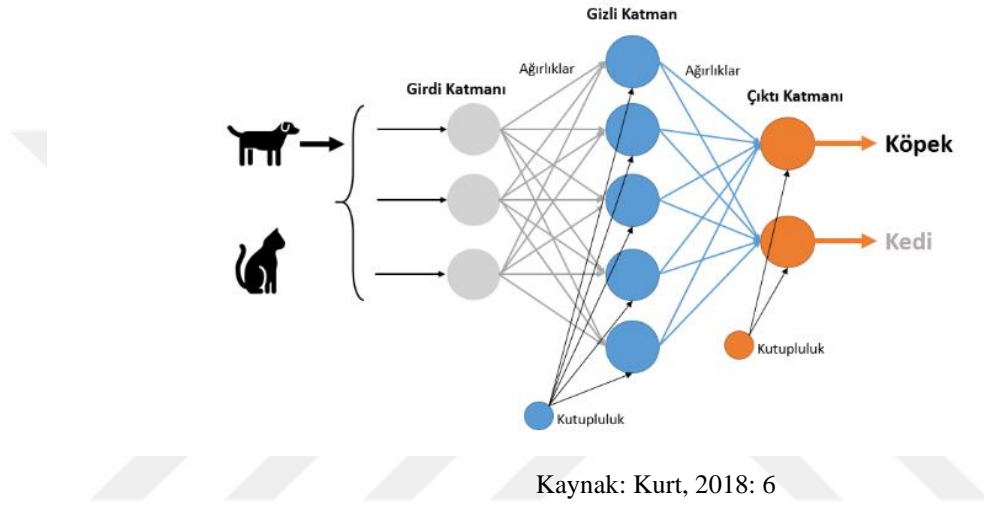 Gizli Katman
Ağırlıklar
Ağırlıklar
Girdi Katmanı
Çıktı Katmanı
Köpek
Kedi
Kutupluluk
Kutupluluk
Kaynak: Kurt, 2018: 6